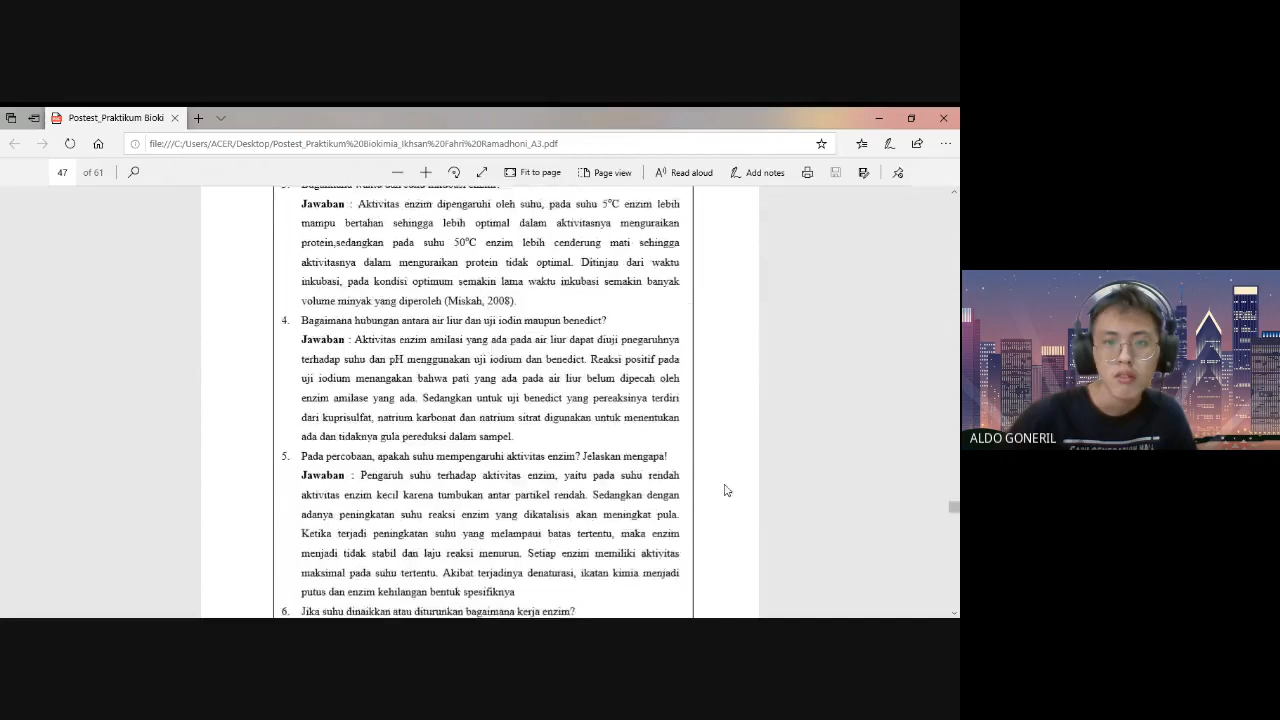 Postest_Praktikum Bioki
file:///C:/Users/ACER/Desktop/Postest_Praktikum%20Biokimia_Ikhsan%20Fahri%20Ramadhoni_A3.pdf
47 of 61
Fit to page
Page view
Read aloud
Add notes
Jawaban : Aktivitas enzim dipengaruhi oleh suhu, pada suhu 5°C enzim lebih
mampu bertahan sehingga lebih optimal dalam aktivitasnya menguraikan
protein,sedangkan pada suhu 50°C enzim lebih cenderung mati sehingga
aktivitasnya dalam menguraikan protein tidak optimal. Ditinjau dari waktu
inkubasi, pada kondisi optimum semakin lama waktu inkubasi semakin banyak
volume minyak yang diperoleh (Miskah, 2008).
4. Bagaimana hubungan antara air liur dan uji iodin maupun benedict?
Jawaban : Aktivitas enzim amilasi yang ada pada air liur dapat diuji pnegaruhnya
terhadap suhu dan pH menggunakan uji iodium dan benedict. Reaksi positif pada
uji iodium menangakan bahwa pati yang ada pada air liur belum dipecah oleh
enzim amilase yang ada. Sedangkan untuk uji benedict yang pereaksinya terdiri
dari kuprisulfat, natrium karbonat dan natrium sitrat digunakan untuk menentukan
ada dan tidaknya gula pereduksi dalam sampel.
5. Pada percobaan, apakah suhu mempengaruhi aktivitas enzim? Jelaskan mengapa!
Jawaban : Pengaruh suhu terhadap aktivitas enzim, yaitu pada suhu rendah
aktivitas enzim kecil karena tumbukan antar partikel rendah. Sedangkan dengan
adanya peningkatan suhu reaksi enzim yang dikatalisis akan meningkat pula.
Ketika terjadi peningkatan suhu yang melampaui batas tertentu, maka enzim
menjadi tidak stabil dan laju reaksi menurun. Setiap enzim memiliki aktivitas
maksimal pada suhu tertentu. Akibat terjadinya denaturasi, ikatan kimia menjadi
putus dan enzim kehilangan bentuk spesifiknya
6. Jika suhu dinaikkan atau diturunkan bagaimana kerja enzim?
ALDO GONERIL